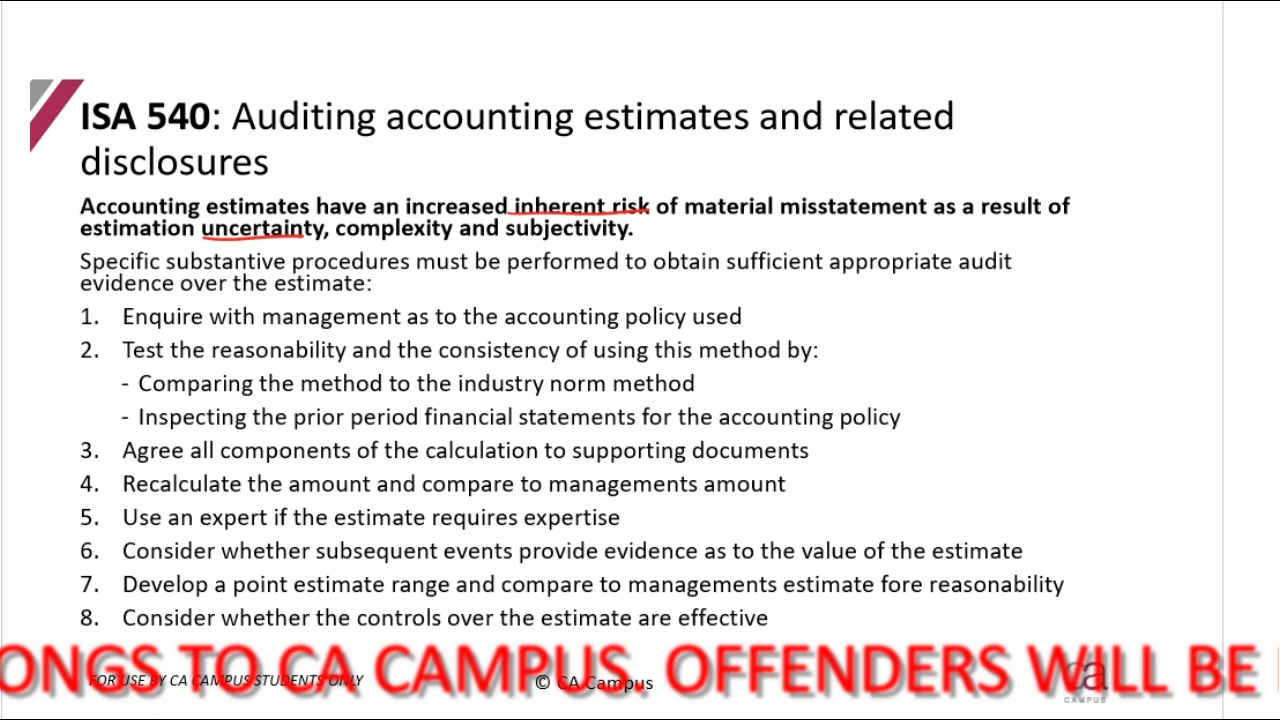 ISA 540: Auditing accounting estimates and related
disclosures
Accounting estimates have an increased inherent risk of material misstatement as a result of
estimation uncertainty, complexity and subjectivity.
Specific substantive procedures must be performed to obtain sufficient appropriate audit
evidence over the estimate:
1. Enquire with management as to the accounting policy used
2. Test the reasonability and the consistency of using this method by:
- Comparing the method to the industry norm method
- Inspecting the prior period financial statements for the accounting policy
3. Agree all components of the calculation to supporting documents
4. Recalculate the amount and compare to managements amount
5. Use an expert if the estimate requires expertise
6. Consider whether subsequent events provide evidence as to the value of the estimate
7. Develop a point estimate range and compare to managements estimate fore reasonability
8. Consider whether the controls over the estimate are effective
ONGS TO CA CAMPUS. OFFENDERS WILL BE
FOR USE BY CA CAMPUS STUDENTS ONLY
© CA Campus
ca
CAMPUS